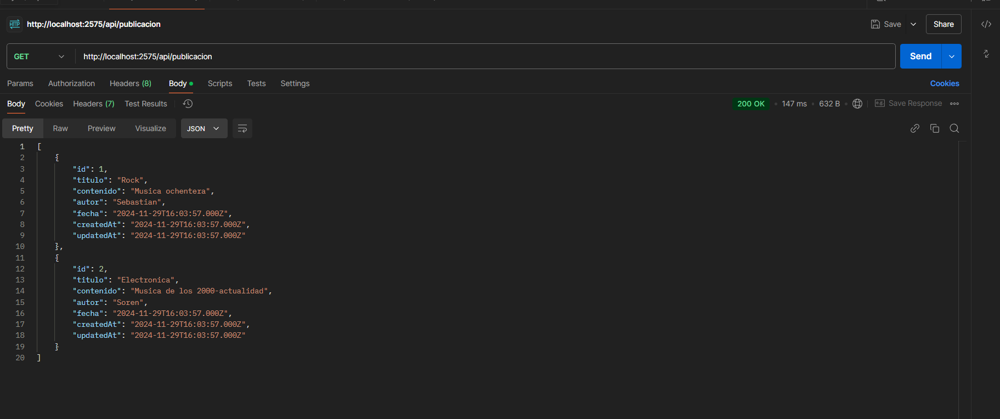 HTTP http://localhost:2575/api/publicacion Save Share
GET http://localhost:2575/api/publicacion Send
Params Authorization Headers (8) Body Scripts Tests Settings Cookies
Body Cookies Headers (7) Test Results 200 OK 147 ms 632 B e.g. Save Response
Pretty Raw Preview Visualize JSON
1 [
2 {
3 "id": 1,
4 "titulo": "Rock",
5 "contenido": "Musica ochentera",
6 "autor": "Sebastian",
7 "fecha": "2024-11-29T16:03:57.000Z",
8 "createdAt": "2024-11-29T16:03:57.000Z",
9 "updatedAt": "2024-11-29T16:03:57.000Z"
10 },
11 {
12 "id": 2,
13 "titulo": "Electronica",
14 "contenido": "Musica de los 2000-actualidad",
15 "autor": "Soren",
16 "fecha": "2024-11-29T16:03:57.000Z",
17 "createdAt": "2024-11-29T16:03:57.000Z",
18 "updatedAt": "2024-11-29T16:03:57.000Z"
19 }
20 ]